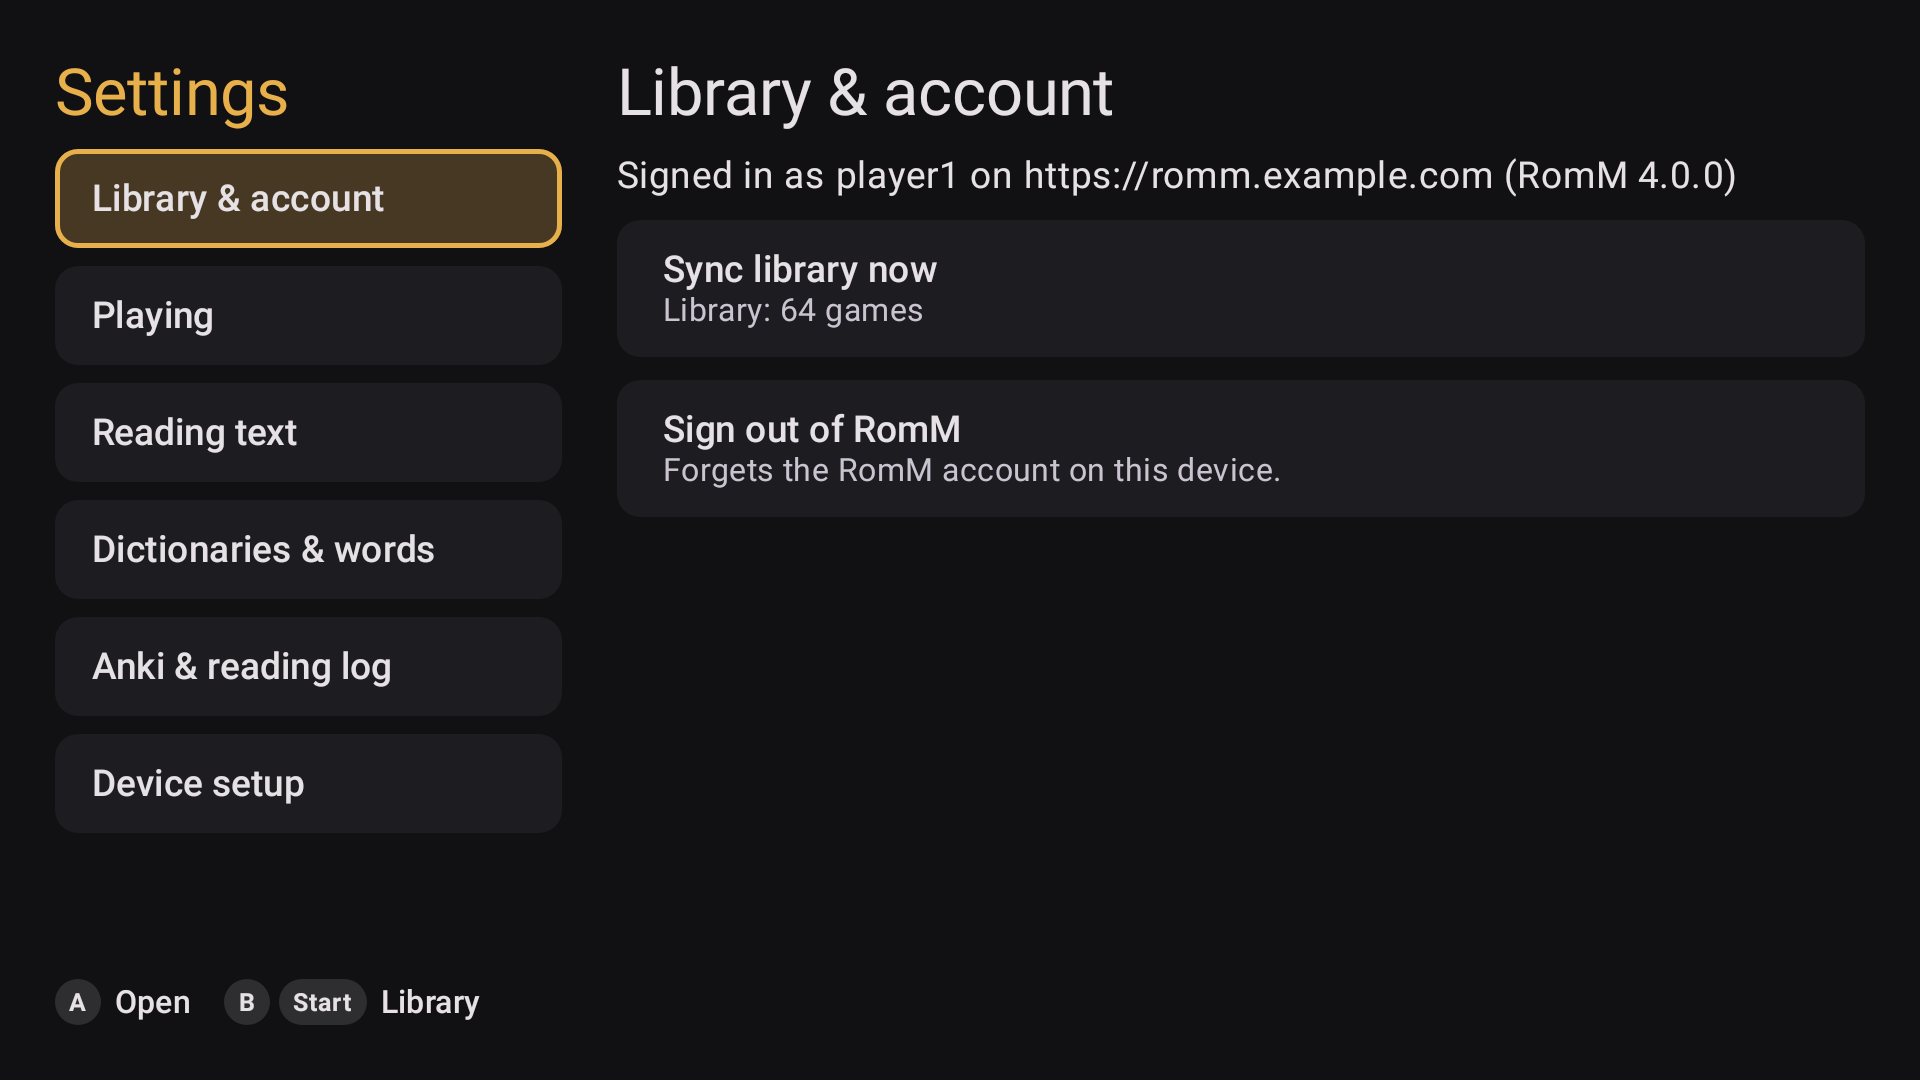 Settings
Library & account
Playing
Reading text
Dictionaries & words
Anki & reading log
Device setup
Library & account
Signed in as player1 on https://romm.example.com (RomM 4.0.0)
Sync library now
Library: 64 games
Sign out of RomM
Forgets the RomM account on this device.
A Open B Start Library